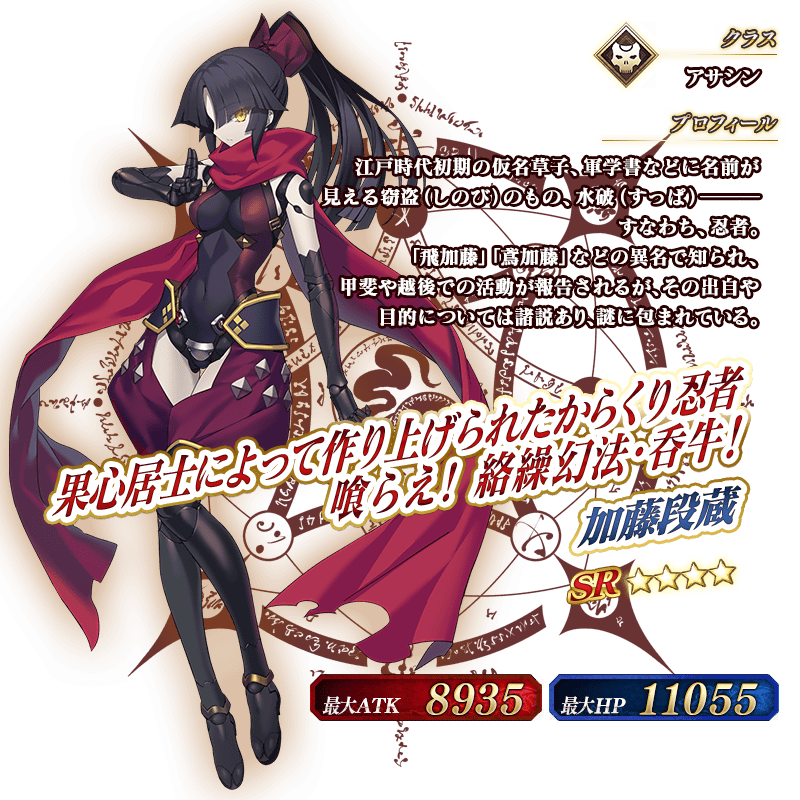 クラス
アサシン
プロフィール
江戸時代初期の仮名草子、軍学書などに名前が
見える窃盗（しのび）のもの、水破（すっぱ）――
すなわち、忍者。
「飛加藤」「鳶加藤」などの異名で知られ、
甲斐や越後での活動が報告されるが、その出自や
目的については諸説あり、謎に包まれている。
果心居士によって作り上げられたからくり忍者
喰らえ！ 絡繰幻法・呑牛！
加藤段蔵
SR ☆☆☆☆
最大ATK 8935
最大HP 11055